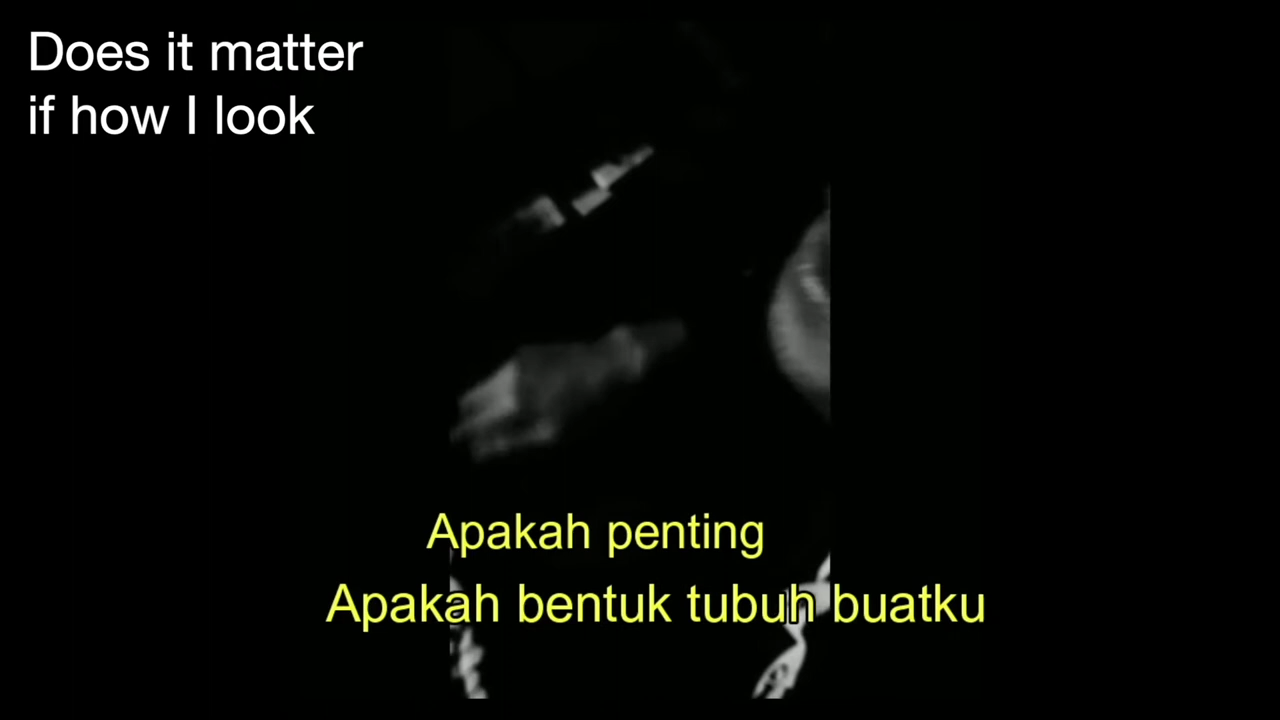 Does it matter
if how I look
Apakah penting
Apakah bentuk tubuh buatku